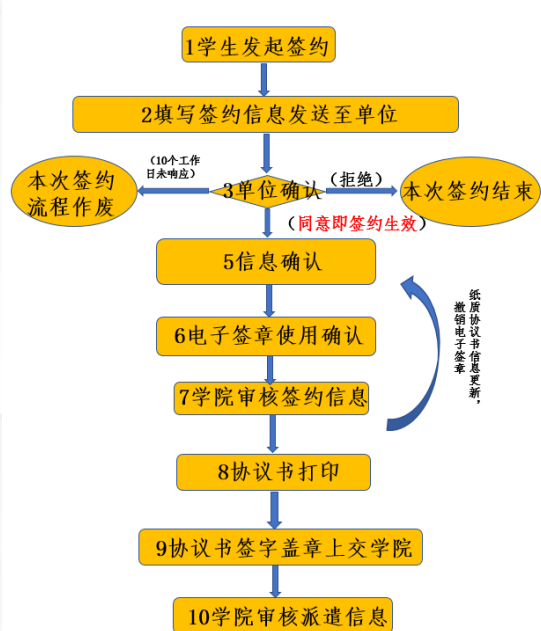 1学生发起签约
2填写签约信息发送至单位
（10个工作
日未响应）
本次签约
流程作废
3单位确认
（拒绝）
本次签约结束
（同意即签约生效）
5信息确认
纸质协议书信息更新，
撤销电子签章
6电子签章使用确认
7学院审核签约信息
8协议书打印
9协议书签字盖章上交学院
10学院审核派遣信息